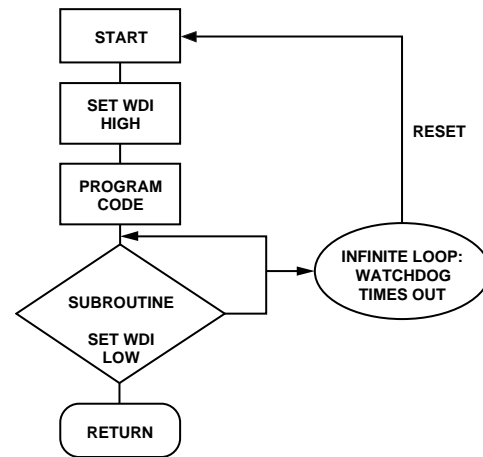 START
SET WDI
HIGH
RESET
PROGRAM
CODE
INFINITE LOOP:
WATCHDOG
TIMES OUT
SUBROUTINE
SET WDI
LOW
RETURN